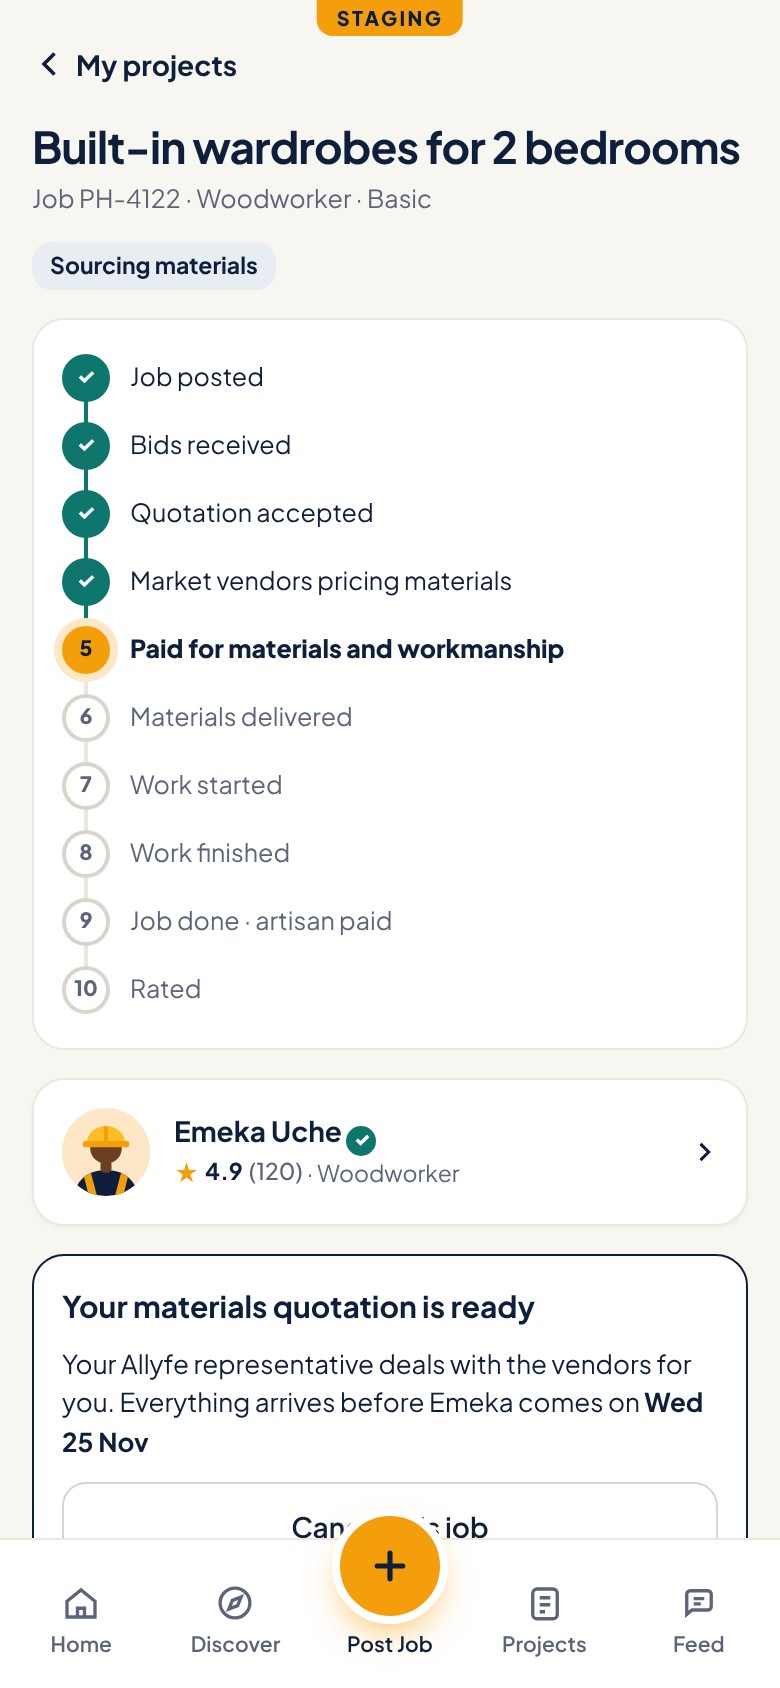 STAGING
My projects
Built-in wardrobes for 2 bedrooms
Job PH-4122 · Woodworker · Basic
Sourcing materials
Job posted
Bids received
Quotation accepted
Market vendors pricing materials
5 Paid for materials and workmanship
6 Materials delivered
7 Work started
8 Work finished
9 Job done · artisan paid
10 Rated
Emeka Uche
★ 4.9 (120) · Woodworker
Your materials quotation is ready
Your Allyfe representative deals with the vendors for
you. Everything arrives before Emeka comes on Wed
25 Nov
job
Home
Discover
Post Job
Projects
Feed